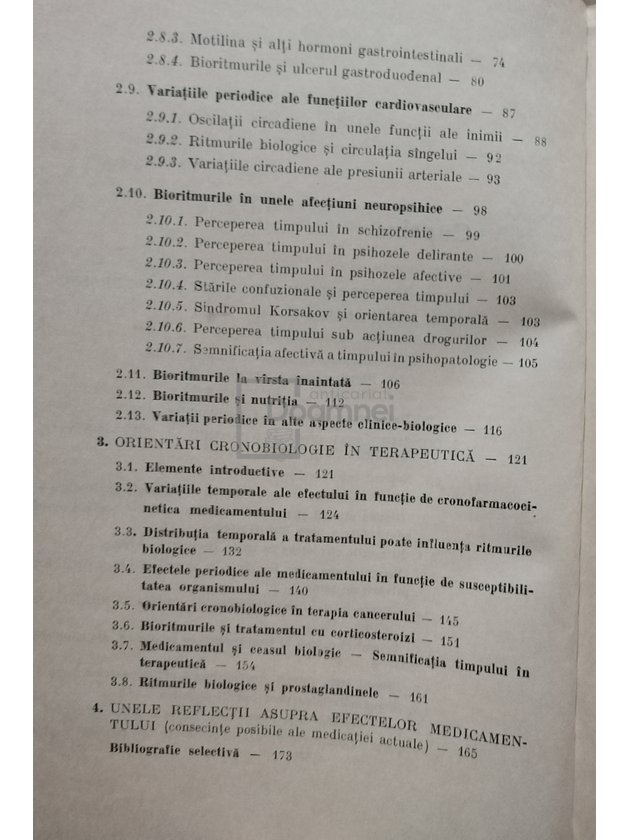 2.8.3. Motilina și alți hormoni gastrointestinali — 74
2.8.4. Bioritmurile și ulcerul gastroduodenal — 80
2.9. Variațiile periodice ale funcțiilor cardiovasculare — 87
2.9.1. Oscilații circadiene în unele funcții ale inimii — 88
2.9.2. Ritmurile biologice și circulația sîngelui — 92
2.9.3. Variațiile circadiene ale presiunii arteriale — 93
2.10. Bioritmurile în unele afecțiuni neuropsihice — 98
2.10.1. Perceperea timpului în schizofrenie — 99
2.10.2. Perceperea timpului în psihozele delirante — 100
2.10.3. Perceperea timpului în psihozele afective — 101
2.10.4. Stările confuzionale și perceperea timpului — 103
2.10.5. Sindromul Korsakov și orientarea temporală — 103
2.10.6. Perceperea timpului sub acțiunea drogurilor — 104
2.10.7. Semnificația afectivă a timpului în psihopatologie — 105
2.11. Bioritmurile la vîrsta înaintată — 106
2.12. Bioritmurile și nutriția — 112
2.13. Variații periodice în alte aspecte clinice-biologice — 116
3. ORIENTĂRI CRONOBIOLOGIE ÎN TERAPEUTICĂ — 121
3.1. Elemente introductive — 121
3.2. Variațiile temporale ale efectului în funcție de cronofarmacoci-
netica medicamentului — 124
3.3. Distribuția temporală a tratamentului poate influența ritmurile
biologice — 132
3.4. Efectele periodice ale medicamentului în funcție de susceptibili-
tatea organismului — 140
3.5. Orientări cronobiologice în terapia cancerului — 145
3.6. Bioritmurile și tratamentul cu corticosteroizi — 151
3.7. Medicamentul și ceasul biologic — Semnificația timpului în
terapeutică — 154
3.8. Ritmurile biologice și prostaglandinele — 161
4. UNELE REFLECȚII ASUPRA EFECTELOR MEDICAMEN-
TULUI (consecințe posibile ale medicației actuale) — 165
Bibliografie selectivă — 173
anticariat
Doamnei